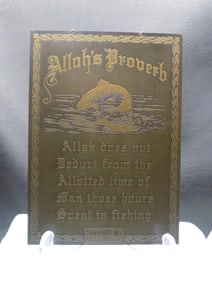 Allah's Proverb
Allah does not
Deduct from the
Allotted time of
Man those hours
Spent in fishing